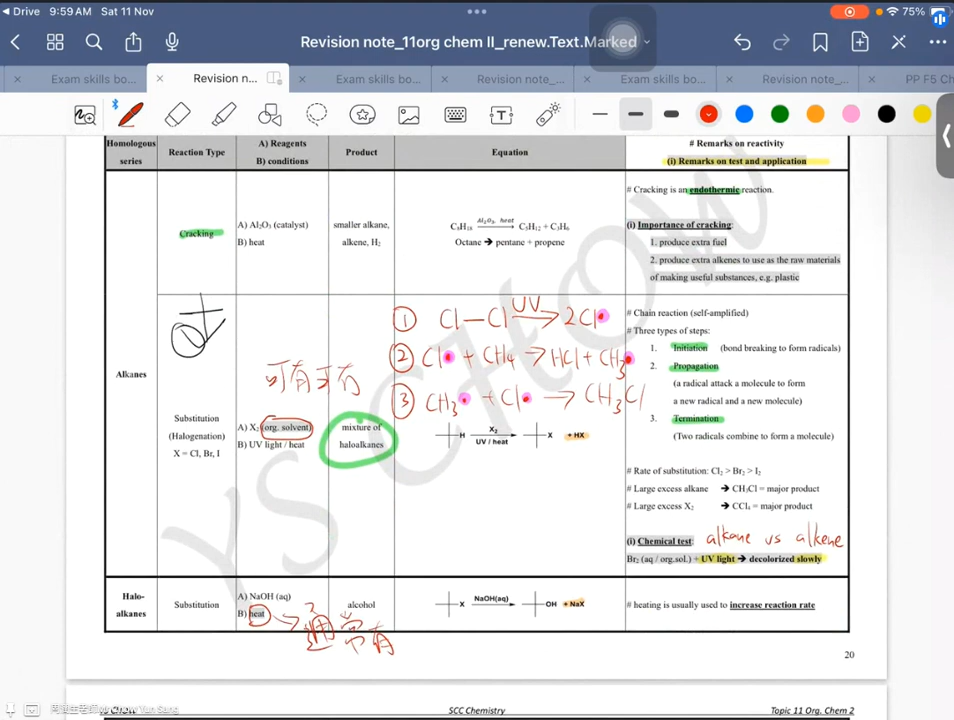 Drive 9:59 AM Sat 11 Nov
75%
Revision note_11org chem II_renew.Text.Marked
Exam skills bo...
Revision n...
Exam skills bo...
Revision note_...
Exam skills bo...
Revision note_...
PP F5 Ch
Homologous series
Reaction Type
A) Reagents
B) conditions
Product
Equation
# Remarks on reactivity
(i) Remarks on test and application
Alkanes
Cracking
A) Al₂O₃ (catalyst)
B) heat
smaller alkane,
alkene, H₂
C₈H₁₈ Al₂O₃, heat → C₅H₁₂ + C₃H₆
Octane ➔ pentane + propene
# Cracking is an endothermic reaction.
(i) Importance of cracking:
1. produce extra fuel
2. produce extra alkenes to use as the raw materials
of making useful substances, e.g. plastic
Substitution
(Halogenation)
X = Cl, Br, I
可有可冇
A) X₂ (org. solvent)
B) UV light / heat
mixture of
haloalkanes
① Cl—Cl UV → 2Cl•
② Cl• + CH₄ → HCl + CH₃•
③ CH₃• + Cl• → CH₃Cl
H X₂ UV / heat X + HX
# Chain reaction (self-amplified)
# Three types of steps:
1. Initiation (bond breaking to form radicals)
2. Propagation
(a radical attack a molecule to form
a new radical and a new molecule)
3. Termination
(Two radicals combine to form a molecule)
# Rate of substitution: Cl₂ > Br₂ > I₂
# Large excess alkane ➔ CH₃Cl = major product
# Large excess X₂ ➔ CCl₄ = major product
(i) Chemical test: alkane vs alkene
Br₂ (aq / org.sol.) + UV light ➔ decolorized slowly
Halo-
alkanes
Substitution
A) NaOH (aq)
B) heat → 通常有
alcohol
X NaOH(aq) OH + NaX
# heating is usually used to increase reaction rate
20
YS CHOW
SCC Chemistry
Topic 11 Org. Chem 2